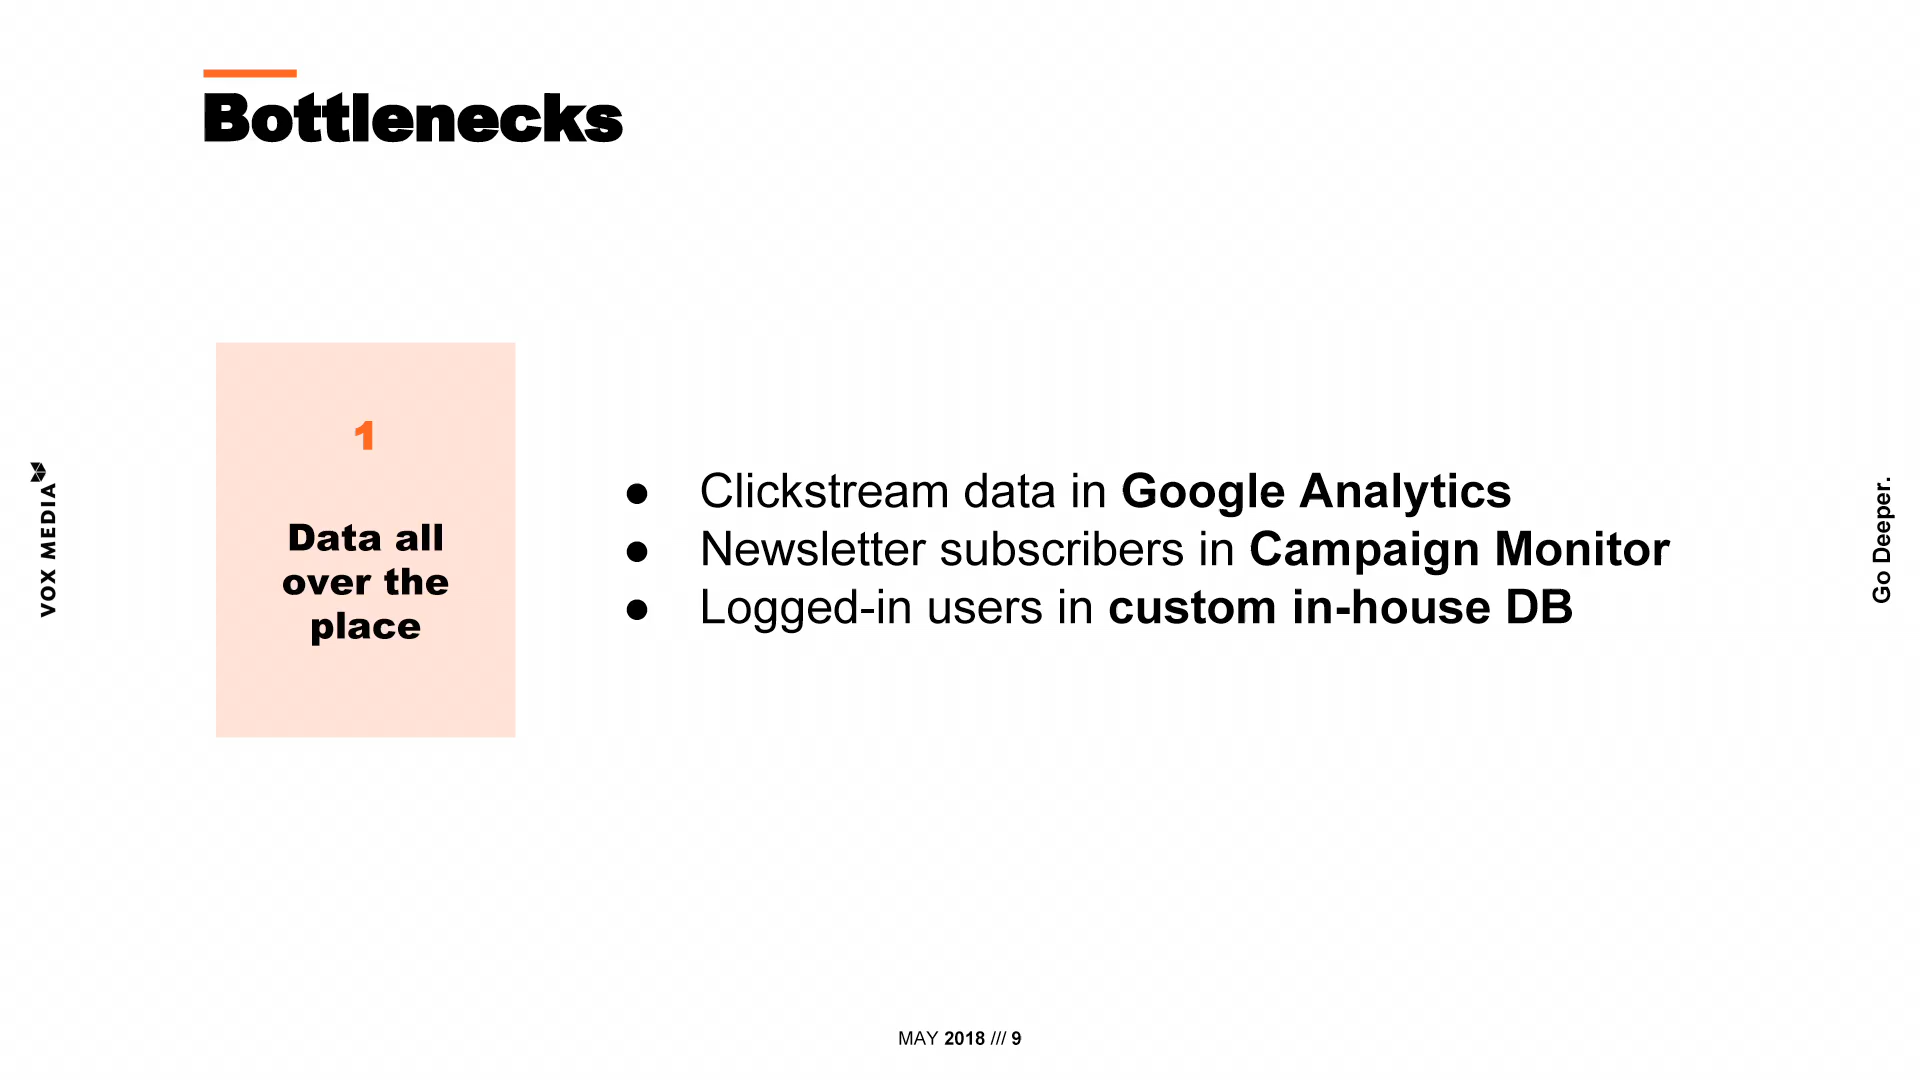 Bottlenecks
1
Data all
over the
place
● Clickstream data in Google Analytics
● Newsletter subscribers in Campaign Monitor
● Logged-in users in custom in-house DB
VOX MEDIA
Go Deeper.
MAY 2018 /// 9